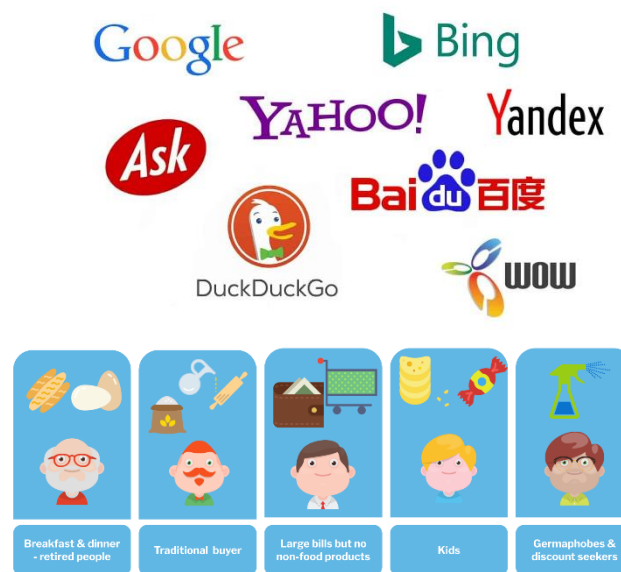 Google
Bing
YAHOO!
Yandex
Ask
Bai du 百度
DuckDuckGo
WOW
Breakfast & dinner
- retired people
Traditional buyer
Large bills but no
non-food products
Kids
Germaphobes &
discount seekers